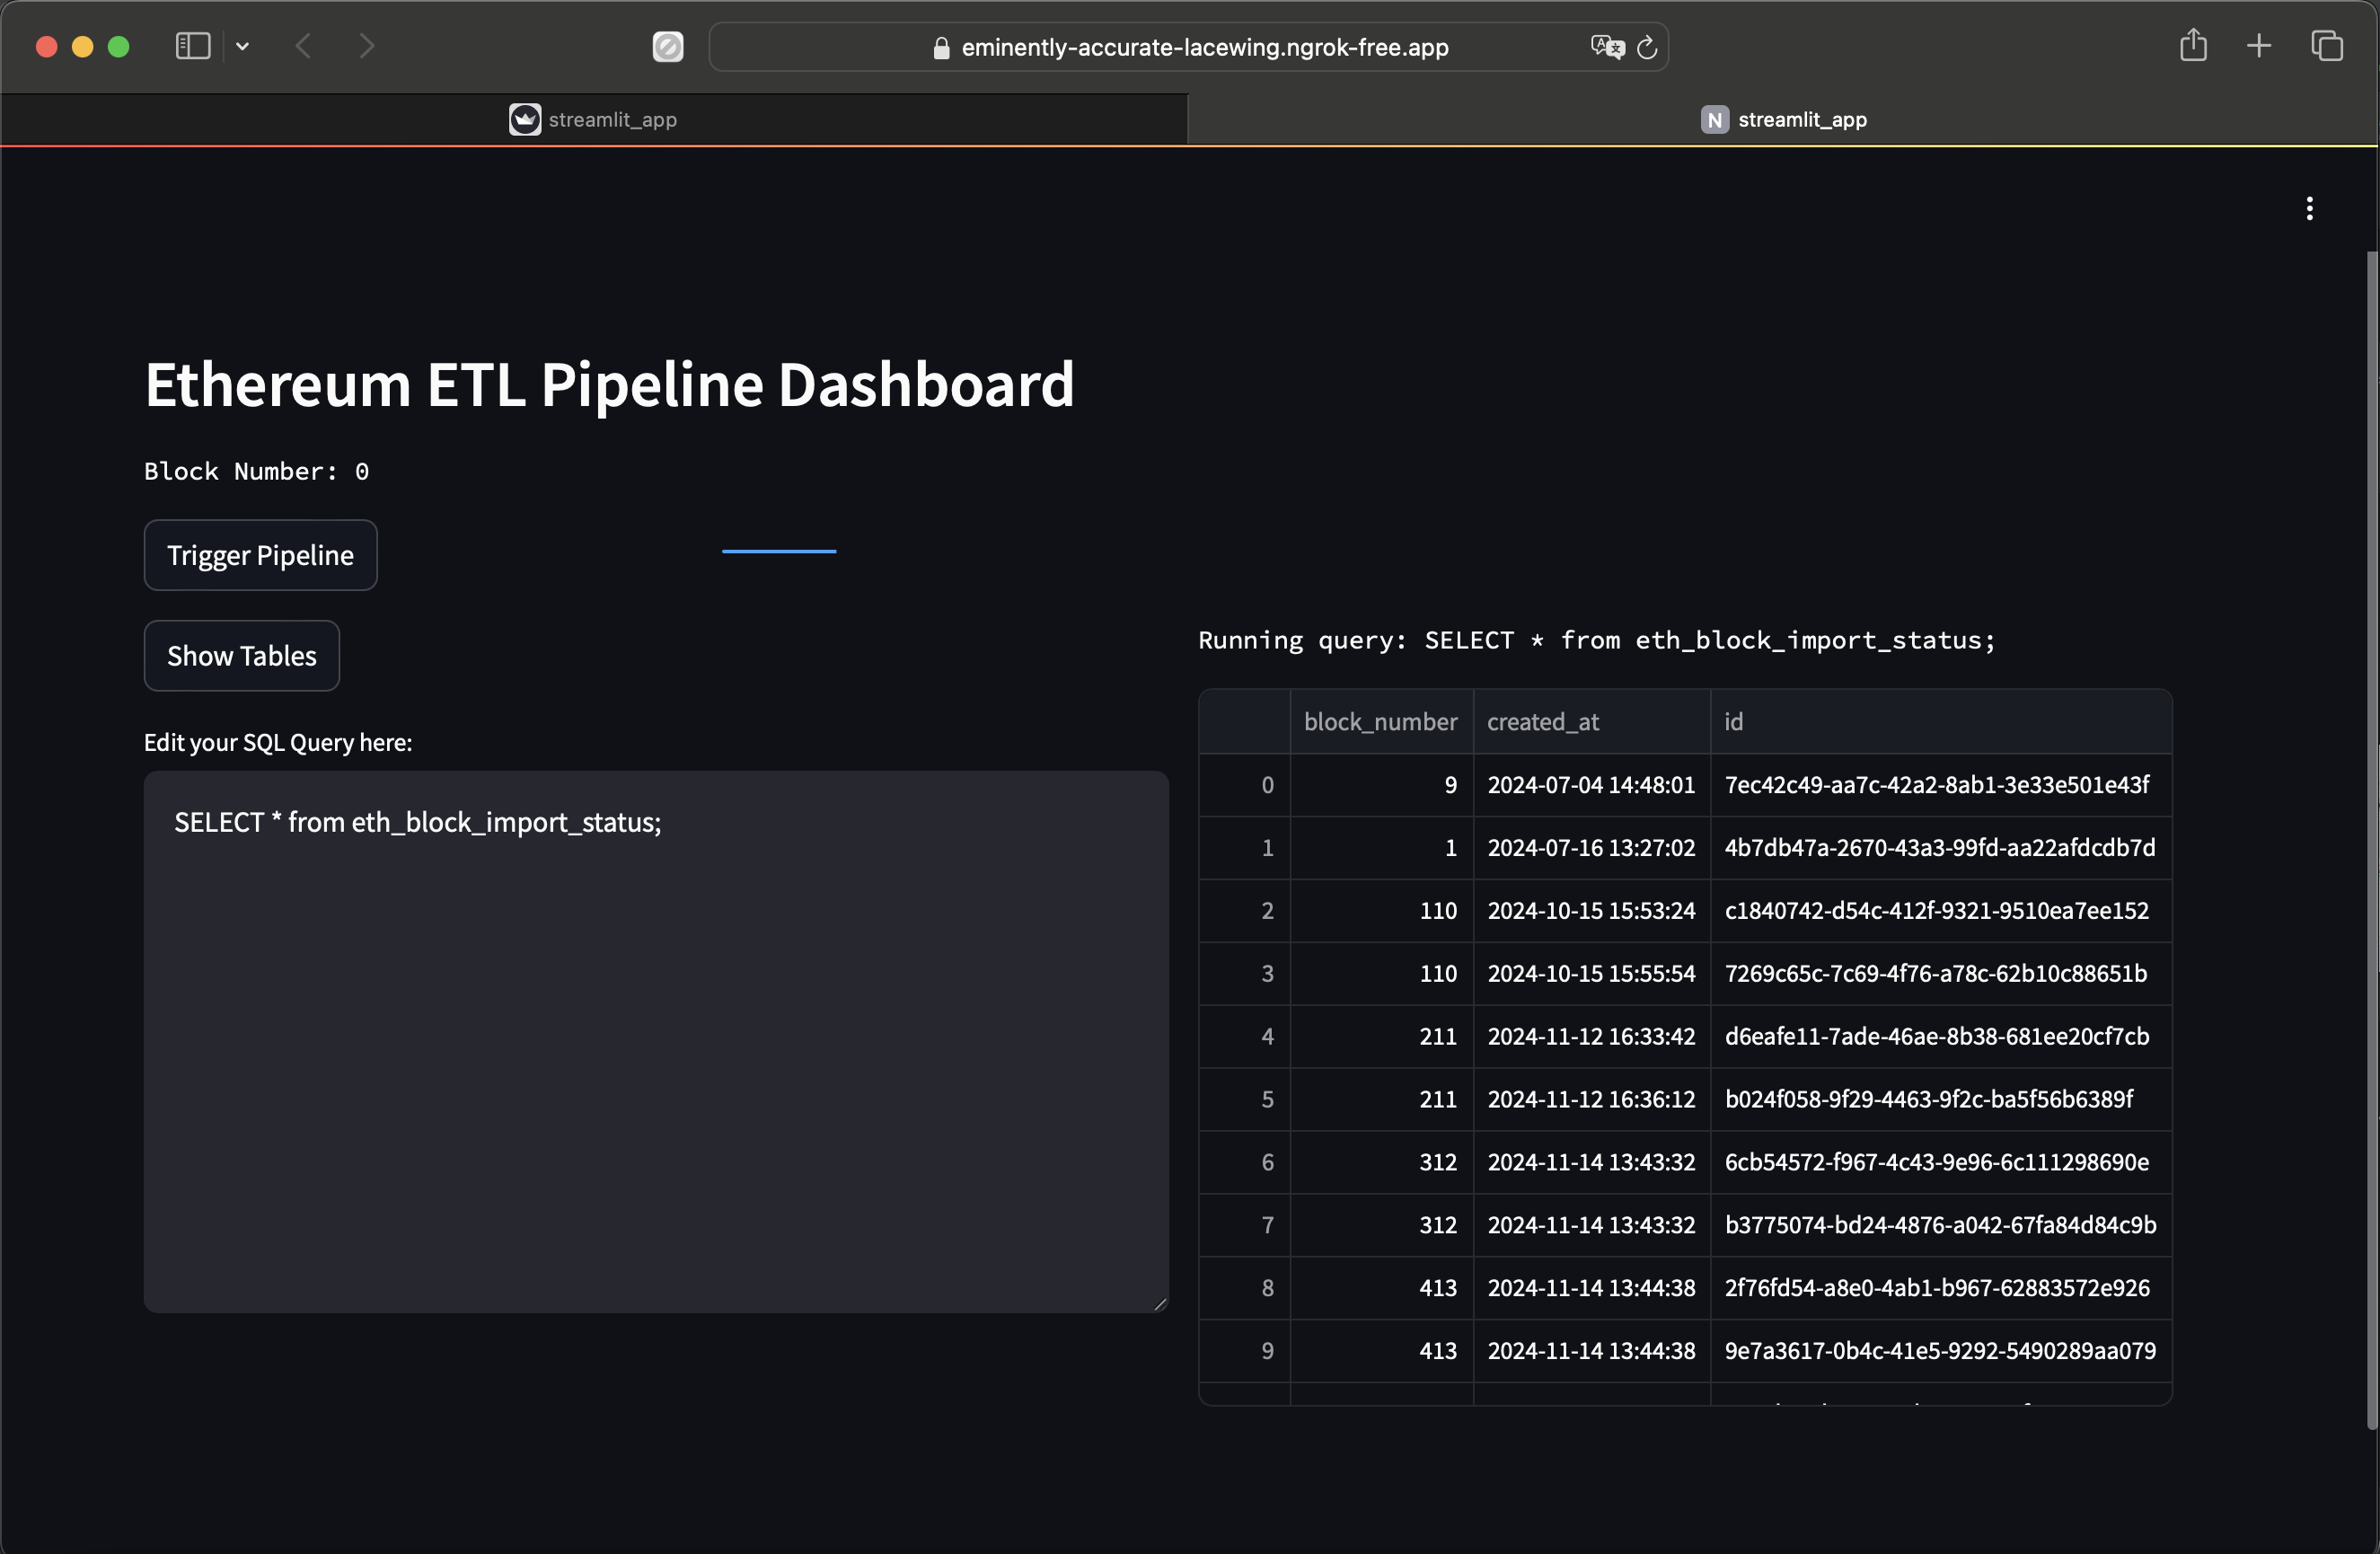 eminently-accurate-lacewing.ngrok-free.app
streamlit_app
N streamlit_app
Ethereum ETL Pipeline Dashboard
Block Number: 0
Trigger Pipeline
Show Tables
Edit your SQL Query here:
SELECT * from eth_block_import_status;
Running query: SELECT * from eth_block_import_status;
block_number created_at id
0 9 2024-07-04 14:48:01 7ec42c49-aa7c-42a2-8ab1-3e33e501e43f
1 1 2024-07-16 13:27:02 4b7db47a-2670-43a3-99fd-aa22afdcdb7d
2 110 2024-10-15 15:53:24 c1840742-d54c-412f-9321-9510ea7ee152
3 110 2024-10-15 15:55:54 7269c65c-7c69-4f76-a78c-62b10c88651b
4 211 2024-11-12 16:33:42 d6eafe11-7ade-46ae-8b38-681ee20cf7cb
5 211 2024-11-12 16:36:12 b024f058-9f29-4463-9f2c-ba5f56b6389f
6 312 2024-11-14 13:43:32 6cb54572-f967-4c43-9e96-6c111298690e
7 312 2024-11-14 13:43:32 b3775074-bd24-4876-a042-67fa84d84c9b
8 413 2024-11-14 13:44:38 2f76fd54-a8e0-4ab1-b967-62883572e926
9 413 2024-11-14 13:44:38 9e7a3617-0b4c-41e5-9292-5490289aa079